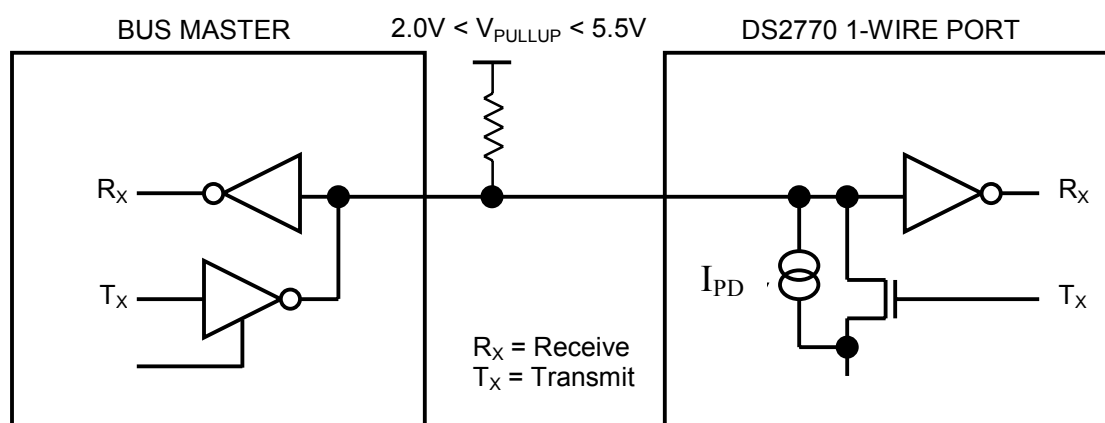 BUS MASTER
2.0V < VPULLUP < 5.5V
DS2770 1-WIRE PORT
RX
RX
TX
IPD
TX
RX = Receive
TX = Transmit